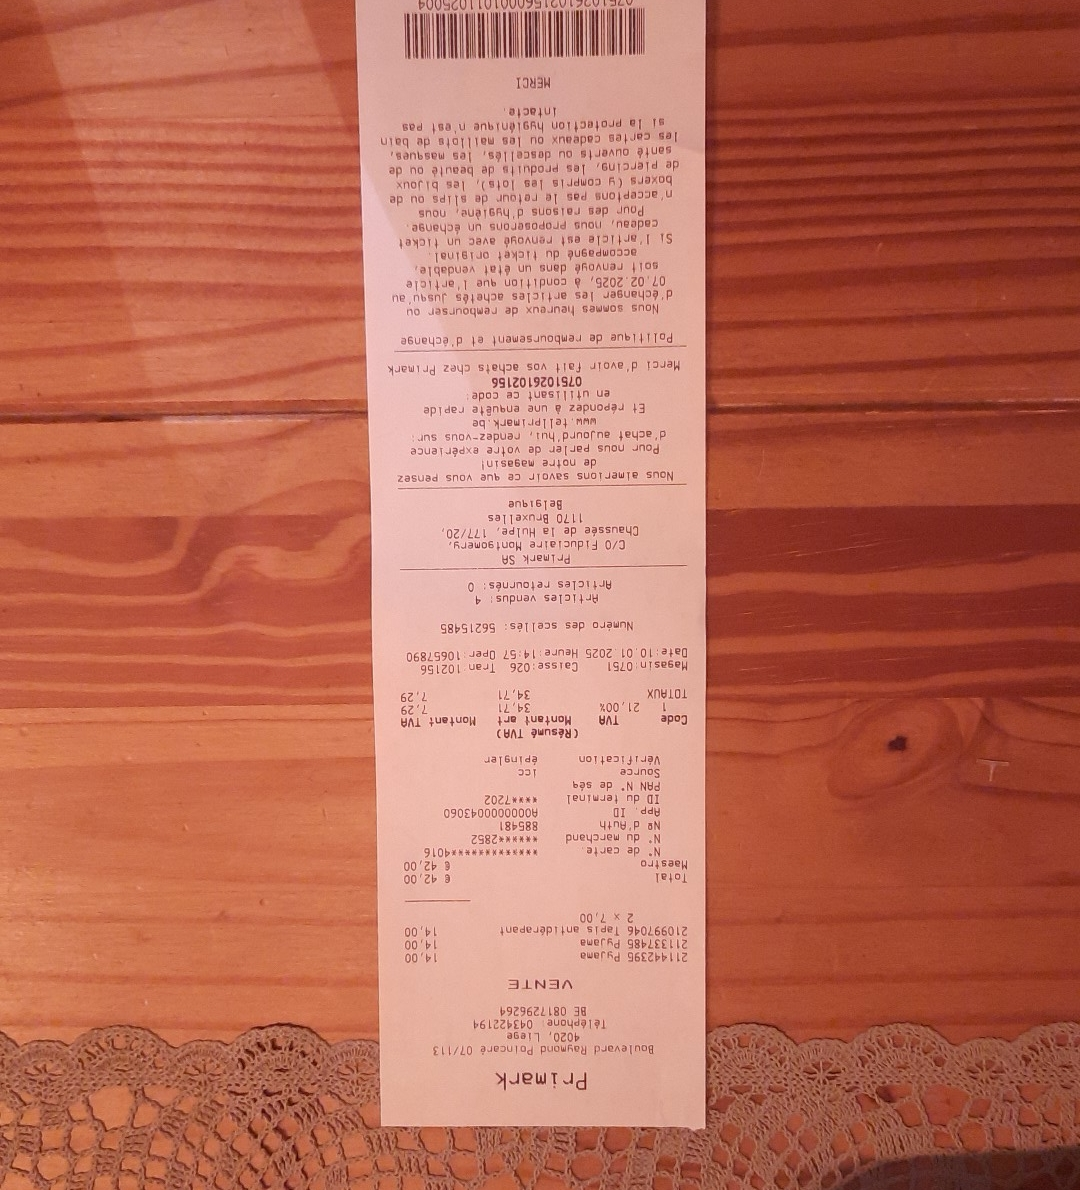 Primark
Boulevard Raymond Poincaré 07/113
4020, Liege
Téléphone: 043422194
BE 0817296264
VENTE
211442395 Pyjama 14,00
211337485 Pyjama 14,00
210997046 Tapis antidérapant 14,00
2 x 7,00
Total € 42,00
Maestro € 42,00
N° de carte. *************4016
N° du marchand ******2852
Nº d'Auth 885481
App. ID A0000000043060
ID du terminal ****7202
PAN N° de séq
Source icc
Vérification épingler
(Résumé TVA)
Code TVA Montant art Montant TVA
1 21,00% 34,71 7,29
TOTAUX 34,71 7,29
Magasin:0751 Caisse:026 Tran:102156
Date:10.01.2025 Heure:14:57 Oper:10657890
Numéro des scellés: 56215485
Articles vendus: 4
Articles retournés: 0
Primark SA
C/O Fiduciaire Montgomery,
Chaussée de la Hulpe, 177/20,
1170 Bruxelles
Belgique
Nous aimerions savoir ce que vous pensez
de notre magasin!
Pour nous parler de votre expérience
d'achat aujourd'hui, rendez-vous sur:
www.tellprimark.be
Et répondez à une enquête rapide
en utilisant ce code:
0751026102156
Merci d'avoir fait vos achats chez Primark
Politique de remboursement et d'échange
Nous sommes heureux de rembourser ou
d'échanger les articles achetés jusqu'au
07.02.2025, à condition que l'article
soit renvoyé dans un état vendable,
accompagné du ticket original.
Si l'article est renvoyé avec un ticket
cadeau, nous proposerons un échange.
Pour des raisons d'hygiène, nous
n'acceptons pas le retour de slips ou de
boxers (y compris les lots), les bijoux
de piercing, les produits de beauté ou de
santé ouverts ou descellés, les masques,
les cartes cadeaux ou les maillots de bain
si la protection hygiénique n'est pas
intacte.
MERCI